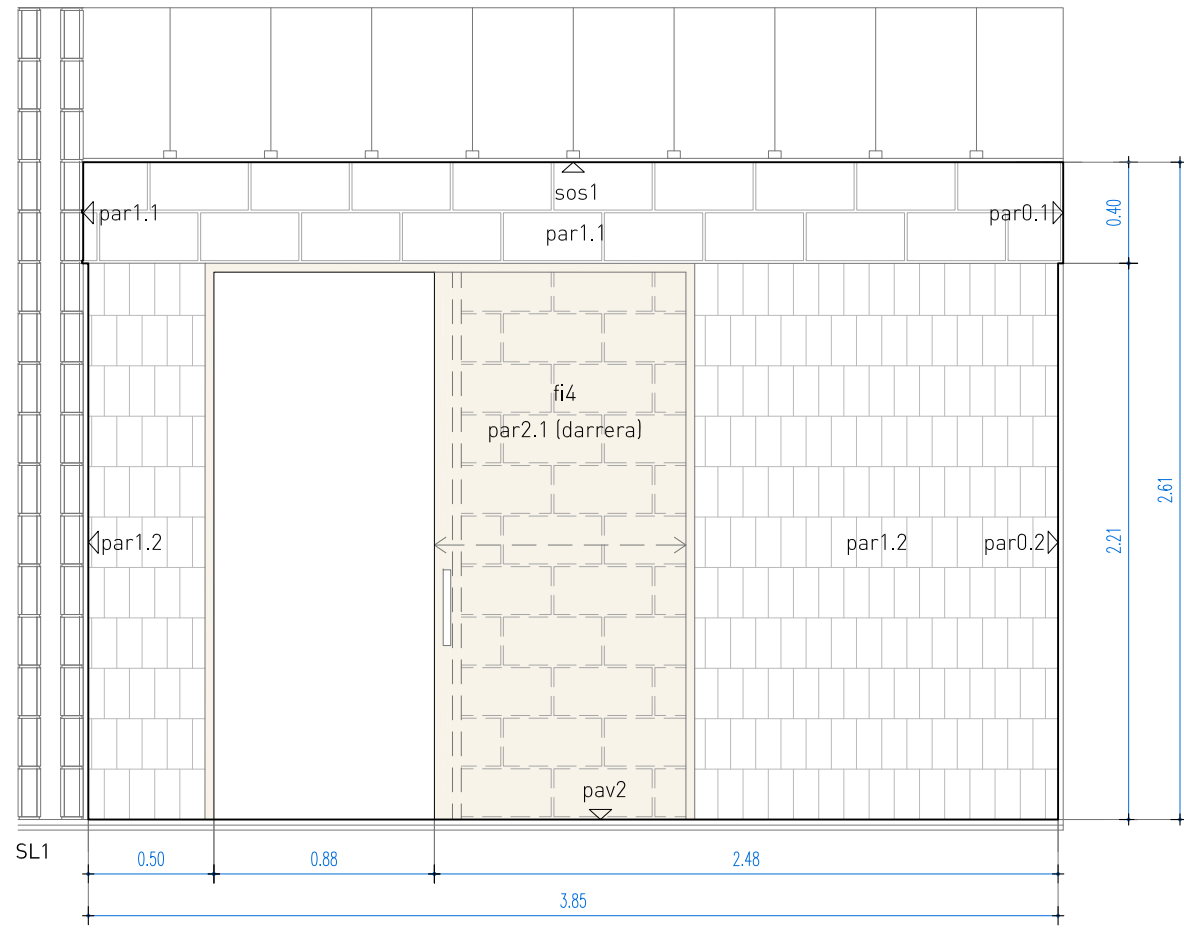 sos1
par1.1
par0.1
par1.1
0.40
fi4
par2.1 (darrera)
2.61
par1.2
par1.2
par0.2
2.21
pav2
SL1
0.50
0.88
2.48
3.85